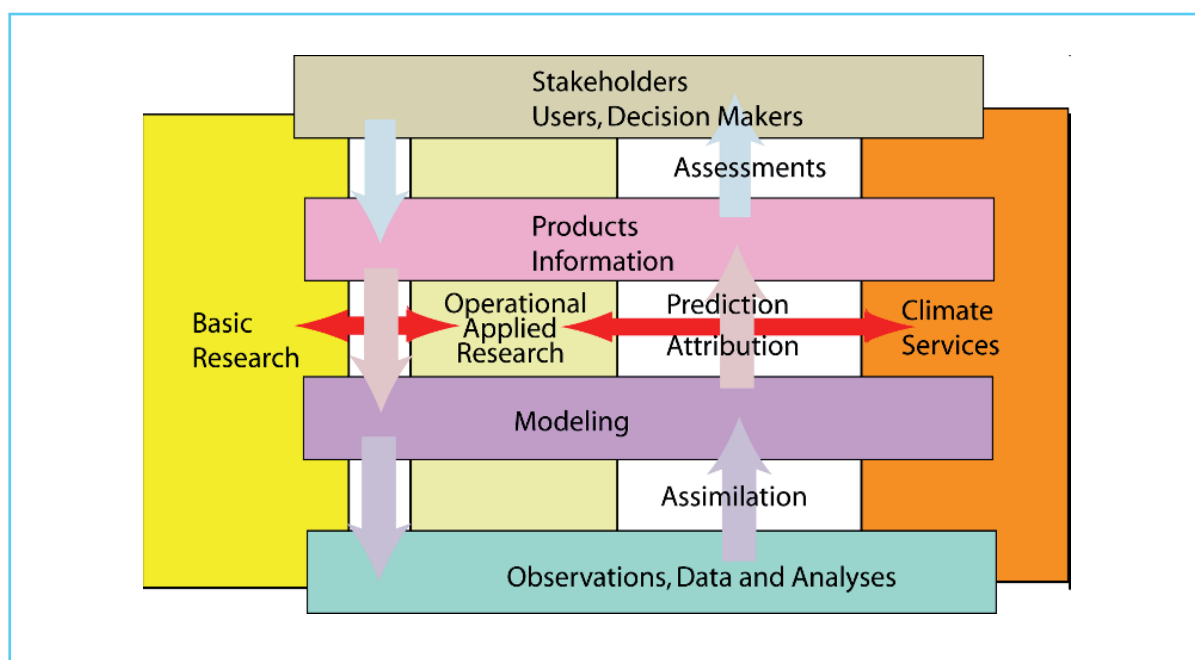 Stakeholders
Users, Decision Makers
Assessments
Products
Information
Basic
Research
Operational
Applied
Research
Prediction
Attribution
Climate
Services
Modeling
Assimilation
Observations, Data and Analyses